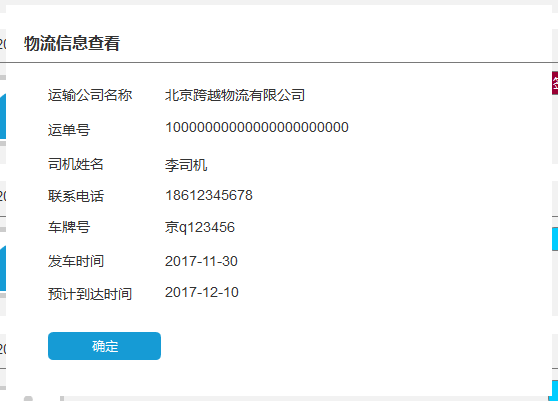 物流信息查看
运输公司名称 北京跨越物流有限公司
运单号 10000000000000000000000
司机姓名 李司机
联系电话 18612345678
车牌号 京q123456
发车时间 2017-11-30
预计到达时间 2017-12-10
确定